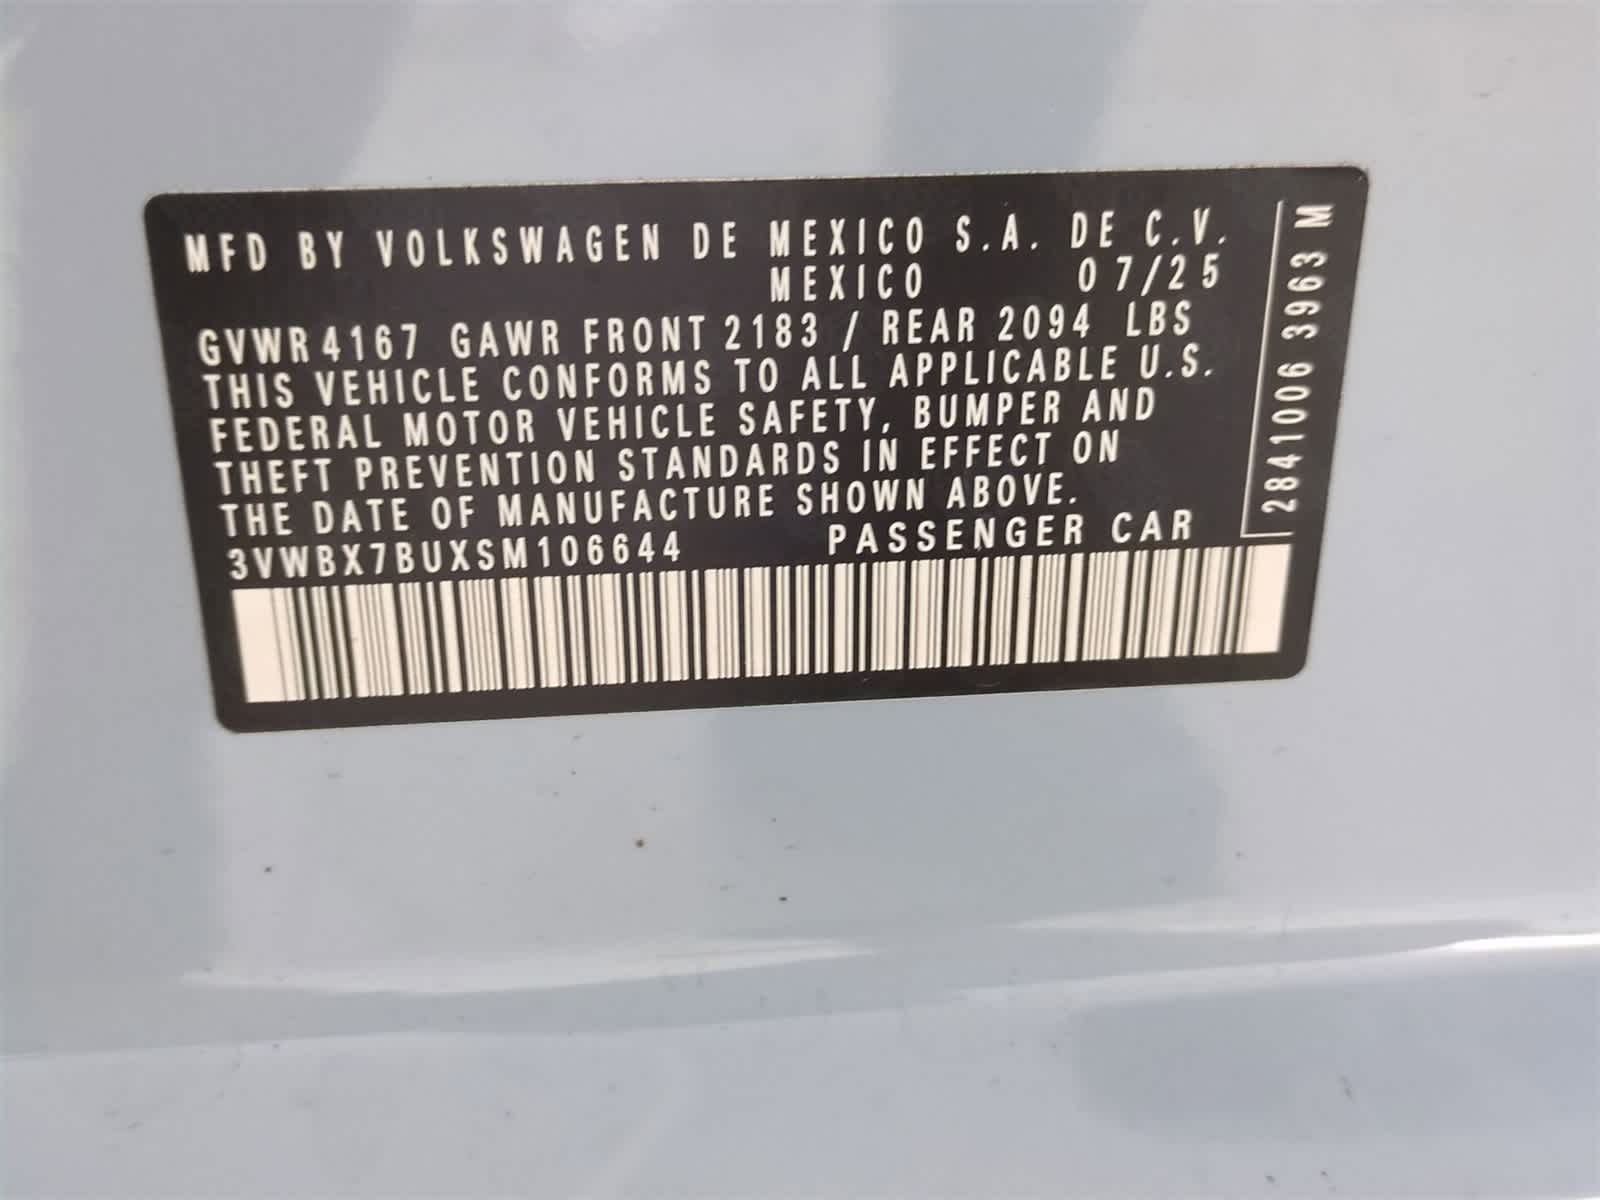 MFD BY VOLKSWAGEN DE MEXICO S.A. DE C.V.
MEXICO 07/25
GVWR 4167 GAWR FRONT 2183 / REAR 2094 LBS
THIS VEHICLE CONFORMS TO ALL APPLICABLE U.S.
FEDERAL MOTOR VEHICLE SAFETY, BUMPER AND
THEFT PREVENTION STANDARDS IN EFFECT ON
THE DATE OF MANUFACTURE SHOWN ABOVE.
3VWBX7BUXSM106644 PASSENGER CAR
2841006 3963 M